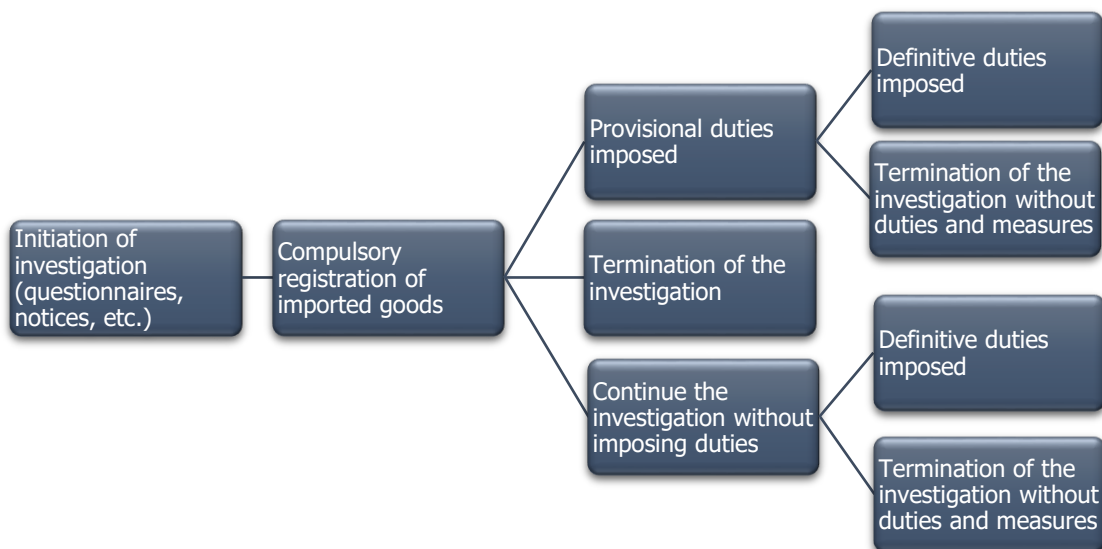 Initiation of
investigation
(questionnaires,
notices, etc.)
Compulsory
registration of
imported goods
Provisional duties
imposed
Definitive duties
imposed
Termination of the
investigation without
duties and measures
Termination of the
investigation
Continue the
investigation without
imposing duties
Definitive duties
imposed
Termination of the
investigation without
duties and measures